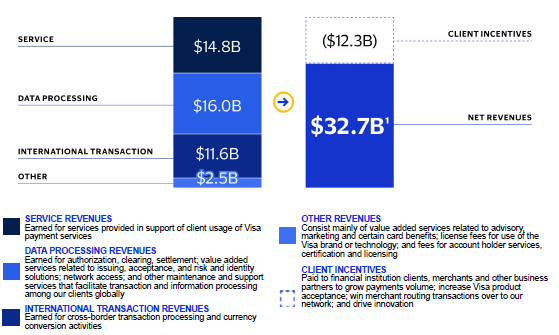 SERVICE
$14.8B
DATA PROCESSING
$16.0B
INTERNATIONAL TRANSACTION
$11.6B
OTHER
$2.5B
($12.3B)
CLIENT INCENTIVES
$32.7B¹
NET REVENUES
SERVICE REVENUES
Earned for services provided in support of client usage of Visa
payment services
DATA PROCESSING REVENUES
Earned for authorization, clearing, settlement; value added
services related to issuing, acceptance, and risk and identity
solutions; network access; and other maintenance and support
services that facilitate transaction and information processing
among our clients globally
INTERNATIONAL TRANSACTION REVENUES
Earned for cross-border transaction processing and currency
conversion activities
OTHER REVENUES
Consist mainly of value added services related to advisory,
marketing and certain card benefits; license fees for use of the
Visa brand or technology; and fees for account holder services,
certification and licensing
CLIENT INCENTIVES
Paid to financial institution clients, merchants and other business
partners to grow payments volume; increase Visa product
acceptance; win merchant routing transactions over to our
network; and drive innovation